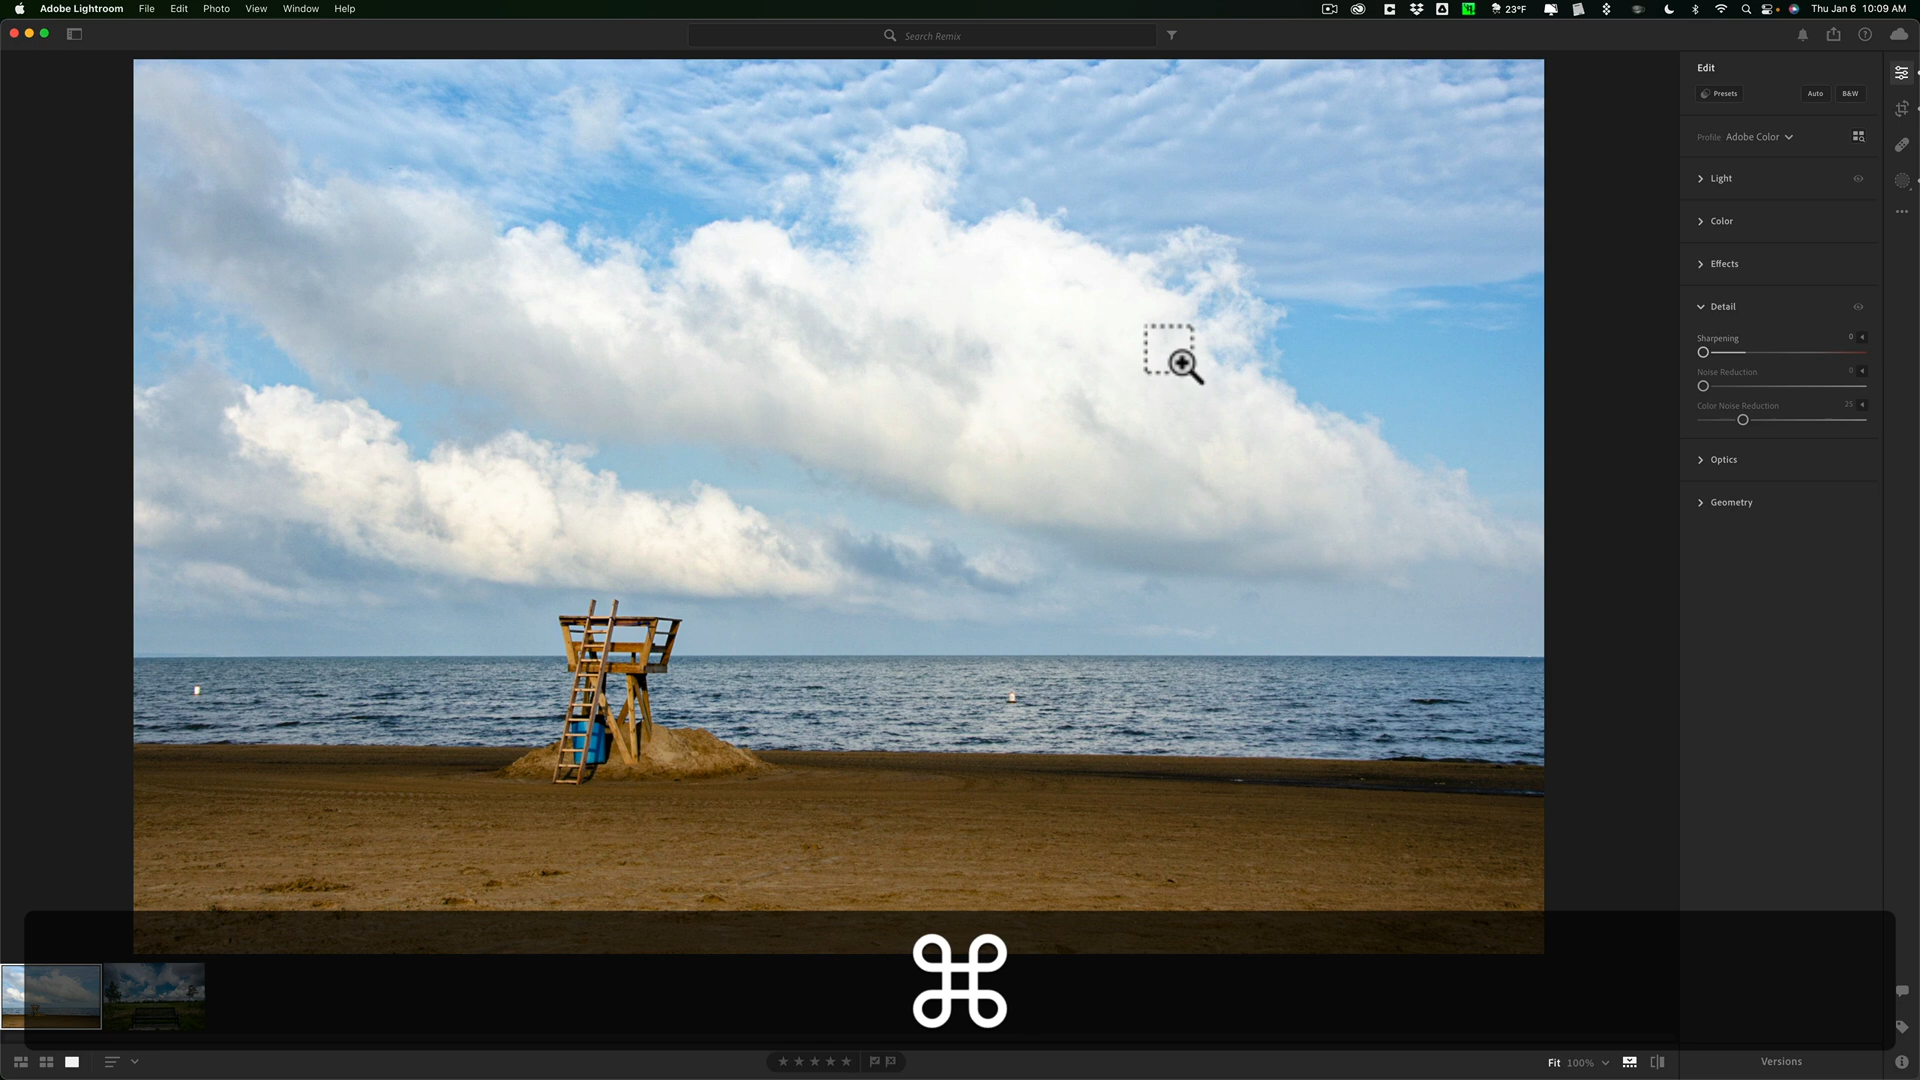 Adobe Lightroom File Edit Photo View Window Help 23°F Thu Jan 6 10:09 AM
Search Remix
Edit
Presets Auto B&W
Profile Adobe Color
Light
Color
Effects
Detail
Sharpening 0
Noise Reduction 0
Color Noise Reduction 25
Optics
Geometry
⌘
Fit 100% Versions